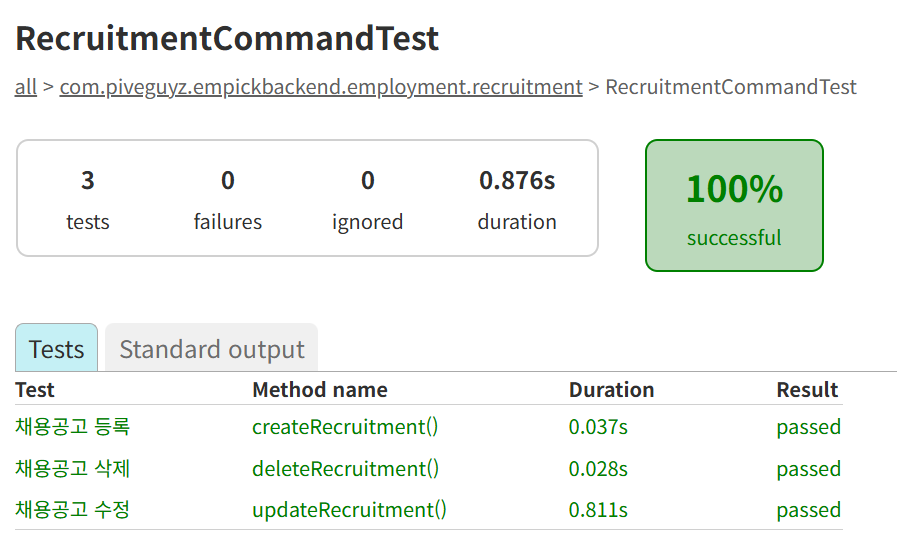 RecruitmentCommandTest
all > com.piveguyz.empickbackend.employment.recruitment > RecruitmentCommandTest
3 0 0 0.876s
tests failures ignored duration
100%
successful
Tests Standard output
Test Method name Duration Result
채용공고 등록 createRecruitment() 0.037s passed
채용공고 삭제 deleteRecruitment() 0.028s passed
채용공고 수정 updateRecruitment() 0.811s passed